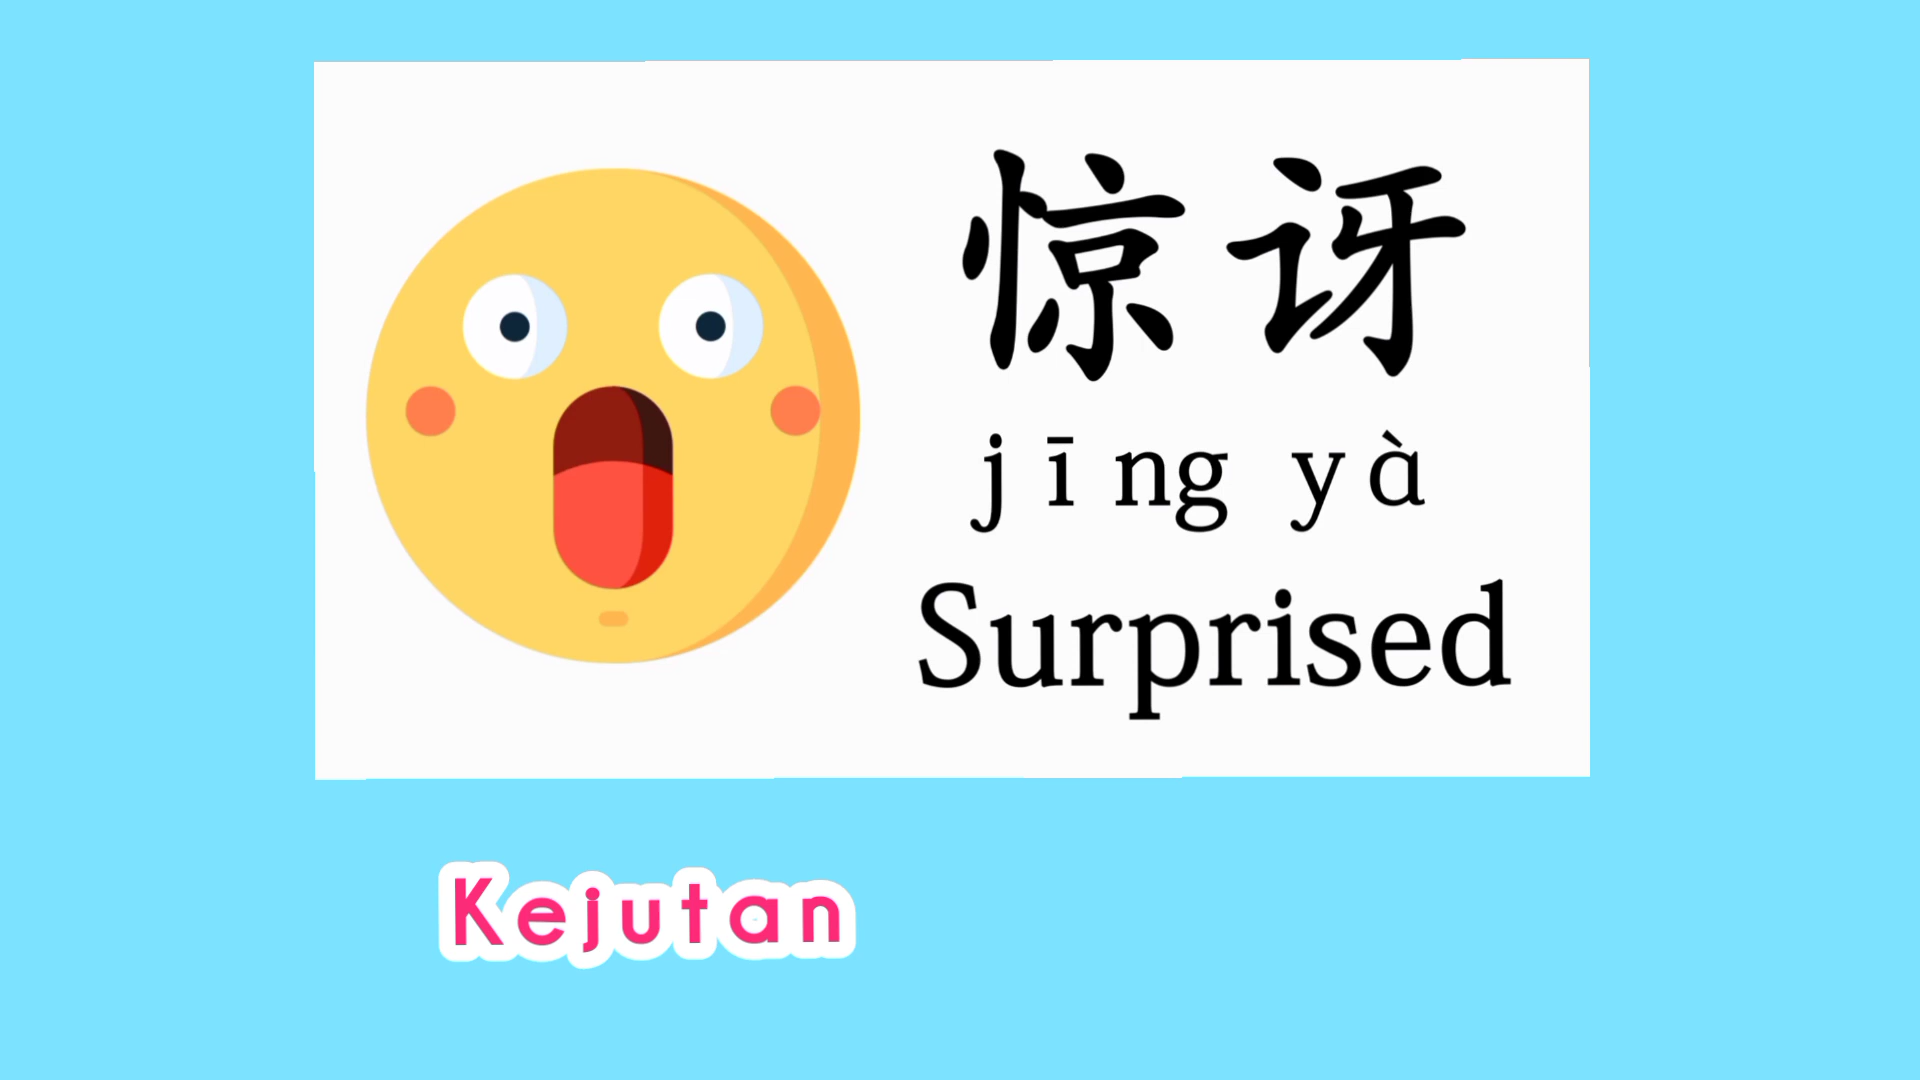 惊讶
jīng yà
Surprised
Kejutan